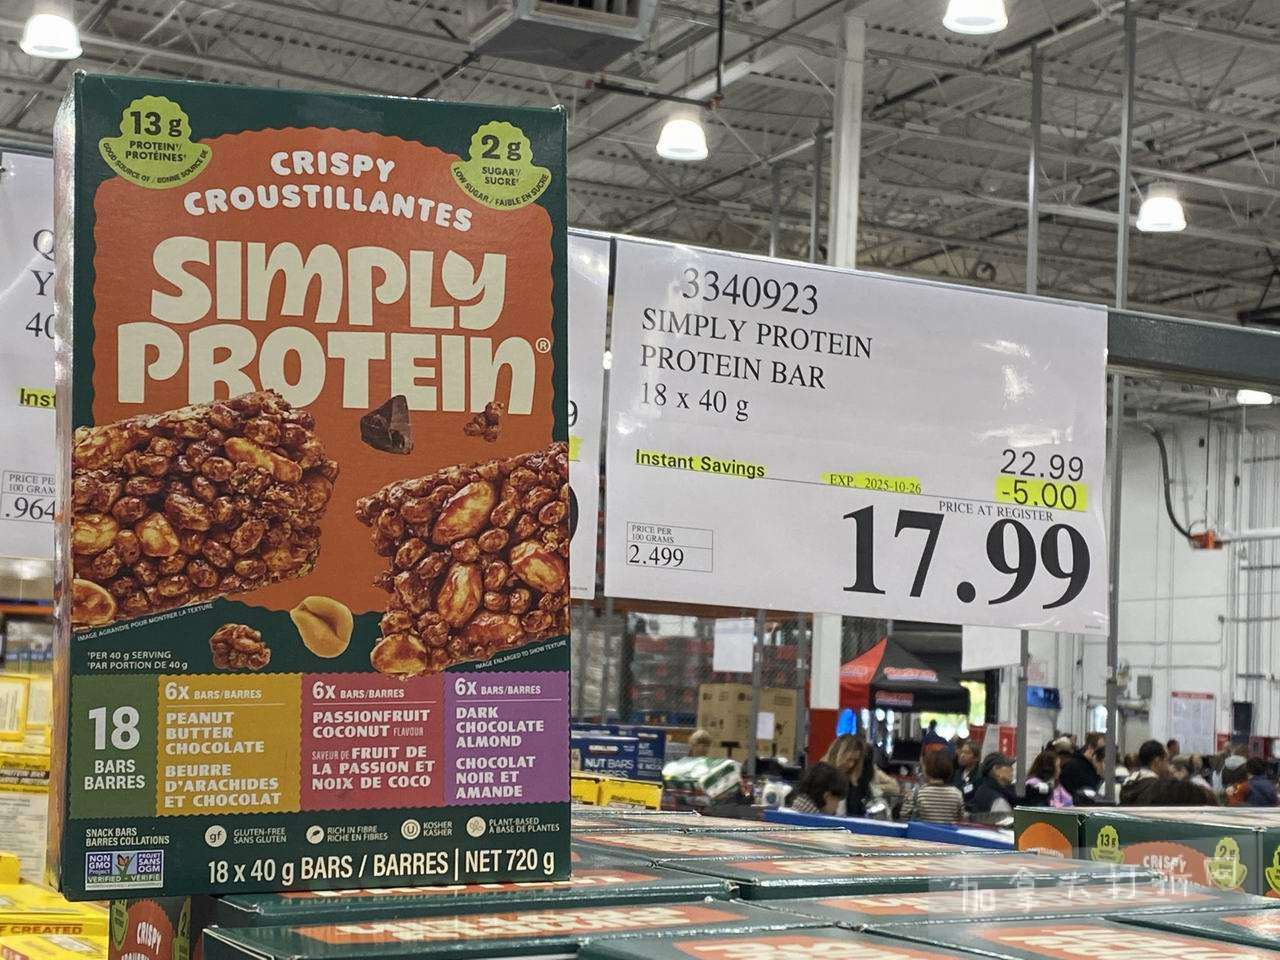 13 g
PROTEIN†/
PROTÉINES†
GOOD SOURCE OF / BONNE SOURCE DE
2 g
SUGAR†/
SUCRE†
LOW SUGAR / FAIBLE EN SUCRE
CRISPY
CROUSTILLANTES
SIMPLY
PROTEIN®
IMAGE AGRANDIE POUR MONTRER LA TEXTURE
IMAGE ENLARGED TO SHOW TEXTURE
†PER 40 g SERVING
†PAR PORTION DE 40 g
18
BARS
BARRES
6x BARS/BARRES
PEANUT
BUTTER
CHOCOLATE
BEURRE
D'ARACHIDES
ET CHOCOLAT
6x BARS/BARRES
PASSIONFRUIT
COCONUT FLAVOUR
SAVEUR DE FRUIT DE
LA PASSION ET
NOIX DE COCO
6x BARS/BARRES
DARK
CHOCOLATE
ALMOND
CHOCOLAT
NOIR ET
AMANDE
SNACK BARS
BARRES COLLATIONS
gf GLUTEN-FREE
SANS GLUTEN
RICH IN FIBRE
RICHE EN FIBRES
KOSHER
KASHER
PLANT-BASED
À BASE DE PLANTES
NON
GMO
Project
VERIFIED
PROJET
SANS
OGM
VÉRIFIÉ
18 x 40 g BARS / BARRES | NET 720 g
3340923
SIMPLY PROTEIN
PROTEIN BAR
18 x 40 g
Instant Savings
EXP. 2025-10-26
22.99
-5.00
PRICE AT REGISTER
17.99
PRICE PER
100 GRAMS
2.499
Q
Y
40
Inst
PRICE PE
100 GRAM
.964
NUT BARS
13g
CRISPY
2g
CRISPY
加拿大打折网